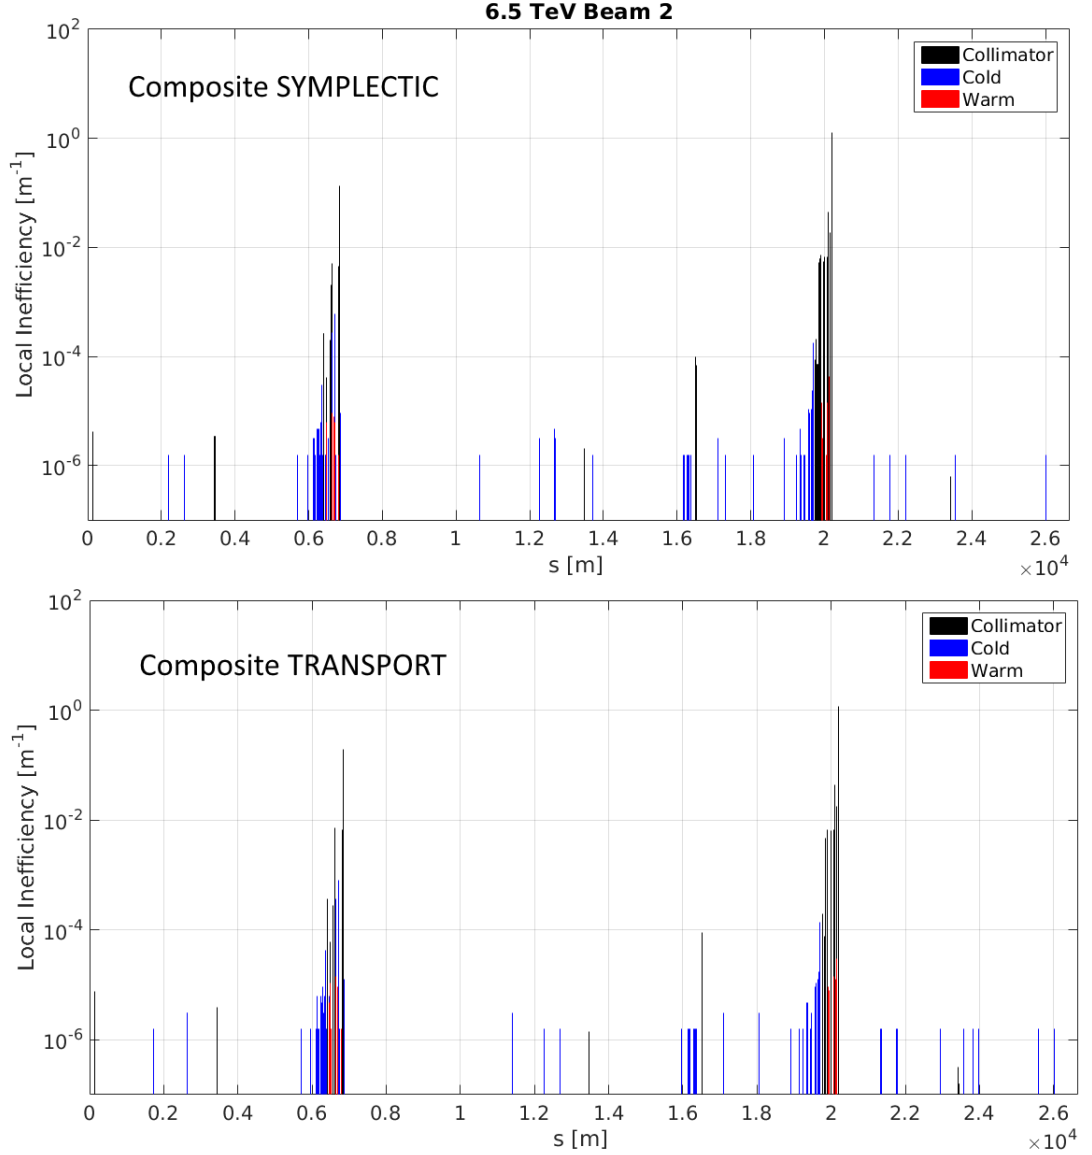 6.5 TeV Beam 2
Composite SYMPLECTIC
Collimator
Cold
Warm
10^2
10^0
10^-2
10^-4
10^-6
Local Inefficiency [m^-1]
0 0.2 0.4 0.6 0.8 1 1.2 1.4 1.6 1.8 2 2.2 2.4 2.6
s [m]
×10^4
Composite TRANSPORT
Collimator
Cold
Warm
10^2
10^0
10^-2
10^-4
10^-6
Local Inefficiency [m^-1]
0 0.2 0.4 0.6 0.8 1 1.2 1.4 1.6 1.8 2 2.2 2.4 2.6
s [m]
×10^4